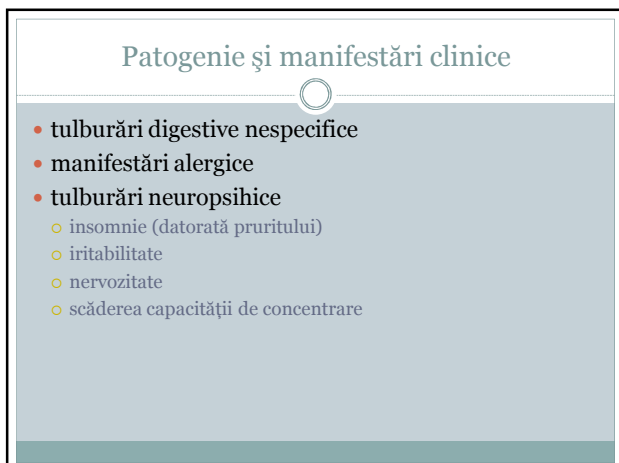 Patogenie şi manifestări clinice
• tulburări digestive nespecifice
• manifestări alergice
• tulburări neuropsihice
o insomnie (datorată pruritului)
o iritabilitate
o nervozitate
o scăderea capacităţii de concentrare